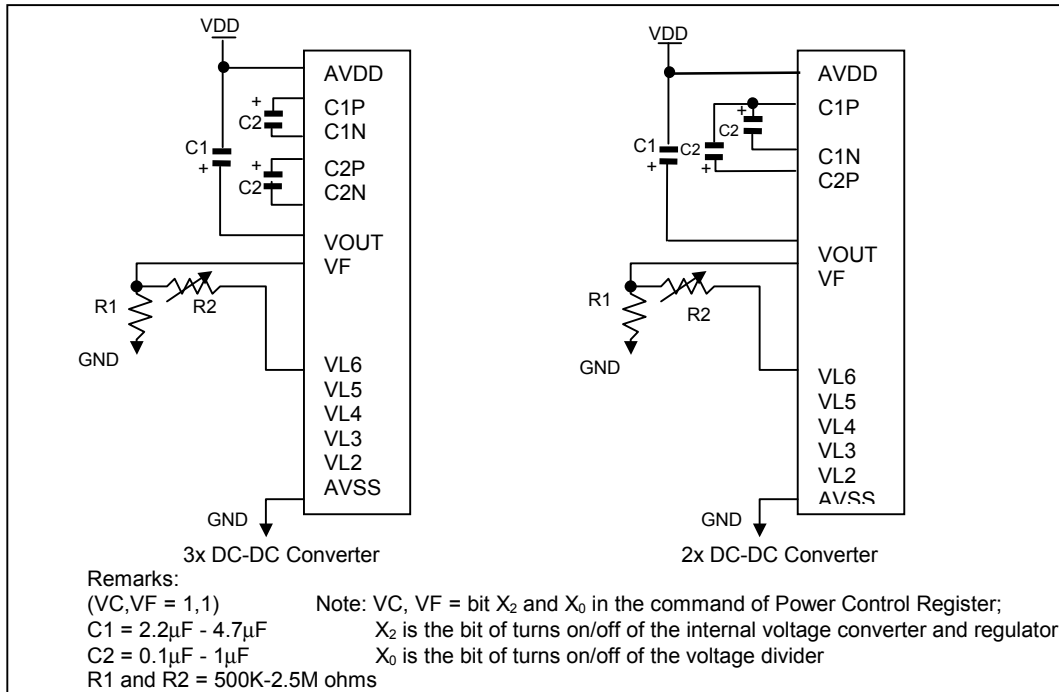 VDD
AVDD
C1P
+
C2
C1N
C1
+
C2P
+
C2
C2N
VOUT
VF
R1
R2
GND
VL6
VL5
VL4
VL3
VL2
AVSS
GND
3x DC-DC Converter
VDD
AVDD
C1P
+
C2
C1
+
C2
+
C1N
C2P
VOUT
VF
R1
R2
GND
VL6
VL5
VL4
VL3
VL2
AVSS
GND
2x DC-DC Converter
Remarks:
(VC,VF = 1,1) Note: VC, VF = bit X2 and X0 in the command of Power Control Register;
C1 = 2.2μF - 4.7μF X2 is the bit of turns on/off of the internal voltage converter and regulator
C2 = 0.1μF - 1μF X0 is the bit of turns on/off of the voltage divider
R1 and R2 = 500K-2.5M ohms